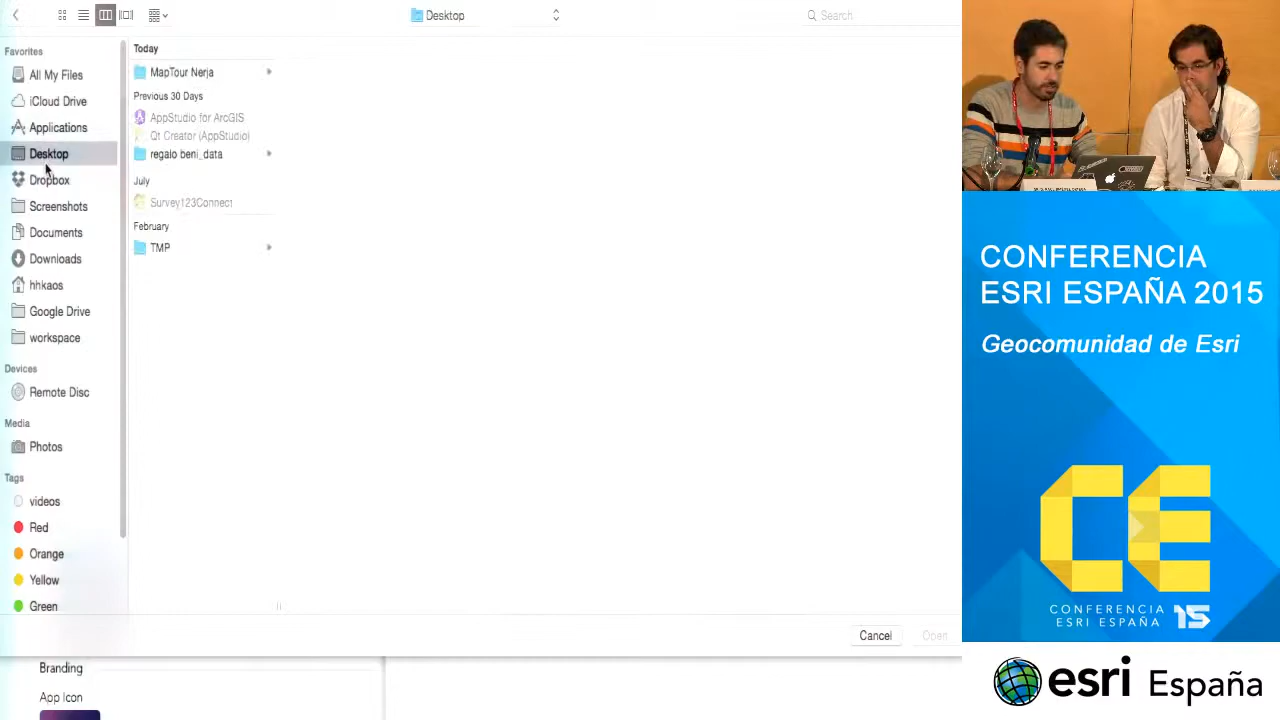 Desktop
Search
Favorites
All My Files
iCloud Drive
Applications
Desktop
Dropbox
Screenshots
Documents
Downloads
hhkaos
Google Drive
workspace
Devices
Remote Disc
Media
Photos
Tags
videos
Red
Orange
Yellow
Green
Today
MapTour Nerja
Previous 30 Days
AppStudio for ArcGIS
Qt Creator (AppStudio)
regalo beni_data
July
Survey123Connect
February
TMP
Cancel
Open
Branding
App Icon
CONFERENCIA
ESRI ESPAÑA 2015
Geocomunidad de Esri
CE
CONFERENCIA
ESRI ESPAÑA 15
esri España